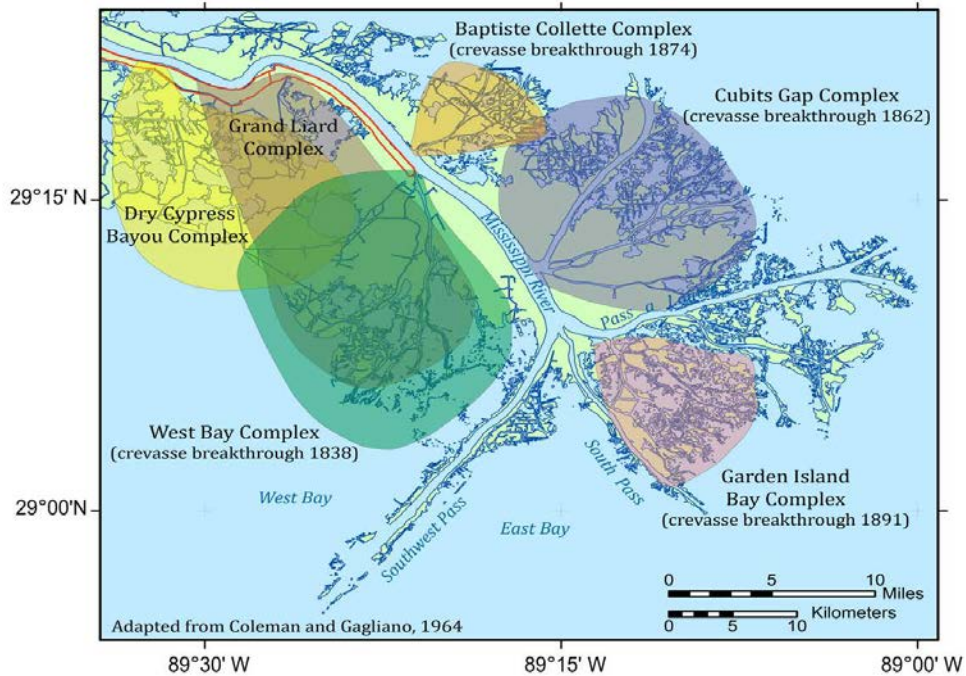 Baptiste Collette Complex
(crevasse breakthrough 1874)
Cubits Gap Complex
(crevasse breakthrough 1862)
Grand Liard
Complex
29°15' N
Dry Cypress
Bayou Complex
Mississippi River
Pass a
West Bay Complex
(crevasse breakthrough 1838)
South Pass
Garden Island
Bay Complex
(crevasse breakthrough 1891)
West Bay
29°00' N
Southwest Pass
East Bay
0 5 10
Miles
Kilometers
0 5 10
Adapted from Coleman and Gagliano, 1964
89°30' W
89°15' W
89°00' W